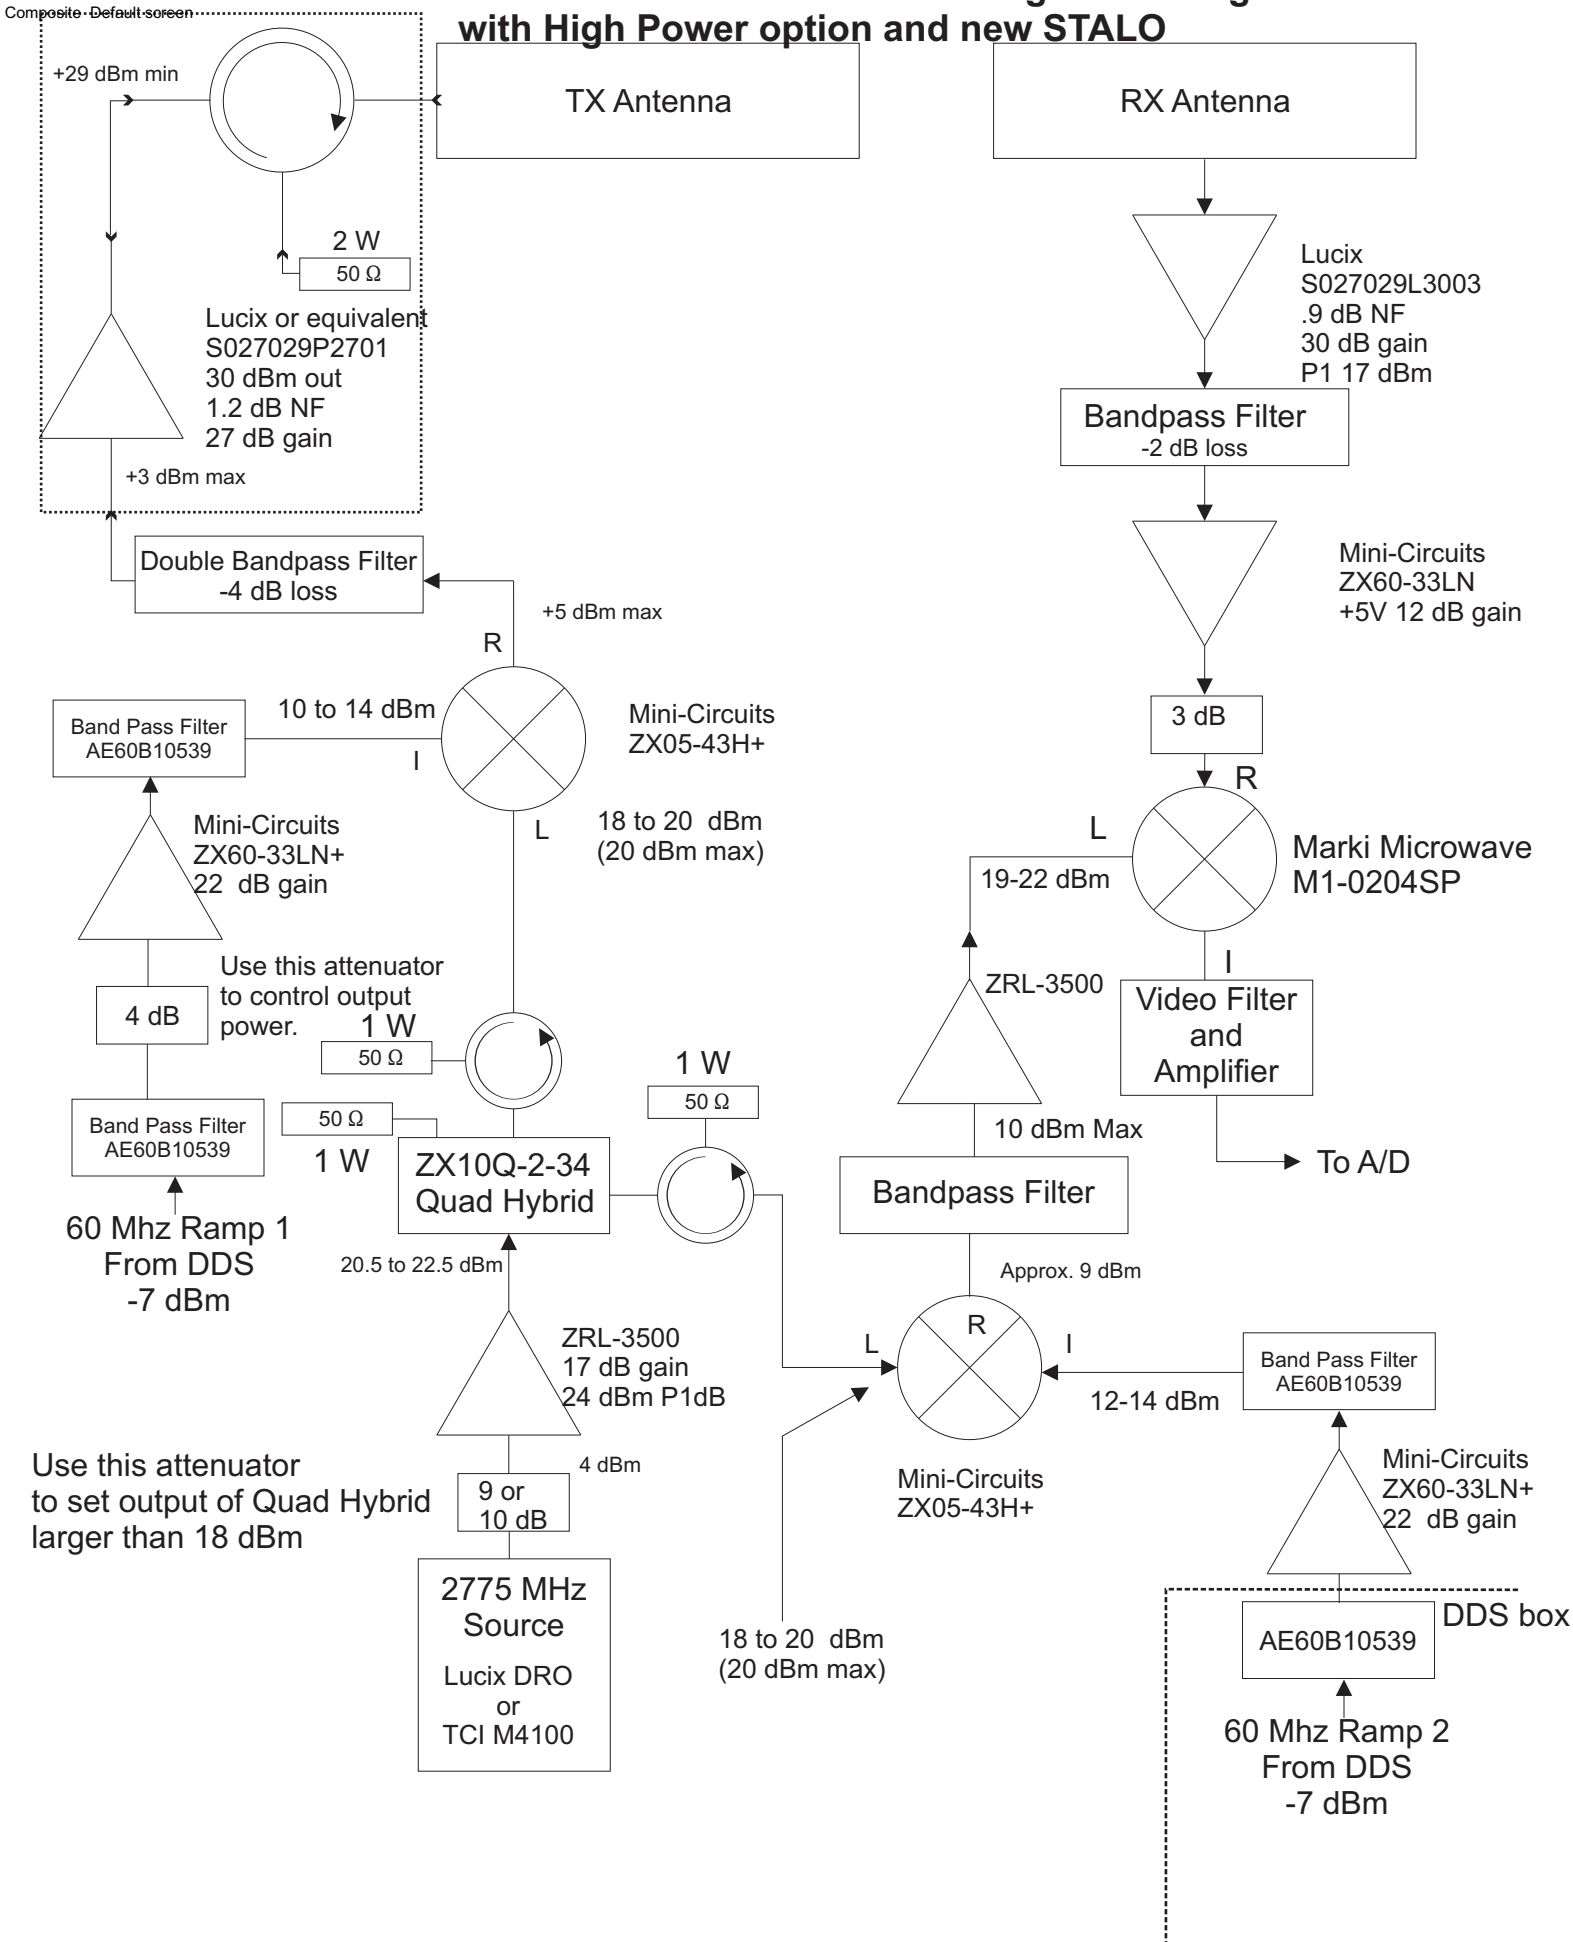 Composite Default screen
with High Power option and new STALO
+29 dBm min
TX Antenna
RX Antenna
2 W
50 Ω
Lucix or equivalent
S027029P2701
30 dBm out
1.2 dB NF
27 dB gain
+3 dBm max
Lucix
S027029L3003
.9 dB NF
30 dB gain
P1 17 dBm
Bandpass Filter
-2 dB loss
Double Bandpass Filter
-4 dB loss
+5 dBm max
Mini-Circuits
ZX60-33LN
+5V 12 dB gain
R
Band Pass Filter
AE60B10539
10 to 14 dBm
I
Mini-Circuits
ZX05-43H+
L
18 to 20 dBm
(20 dBm max)
3 dB
R
L
19-22 dBm
Marki Microwave
M1-0204SP
I
Mini-Circuits
ZX60-33LN+
22 dB gain
Use this attenuator
to control output
power.
4 dB
1 W
50 Ω
ZRL-3500
Video Filter
and
Amplifier
1 W
50 Ω
Band Pass Filter
AE60B10539
50 Ω
1 W
ZX10Q-2-34
Quad Hybrid
10 dBm Max
To A/D
Bandpass Filter
60 Mhz Ramp 1
From DDS
-7 dBm
20.5 to 22.5 dBm
Approx. 9 dBm
ZRL-3500
17 dB gain
24 dBm P1dB
L
R
I
Band Pass Filter
AE60B10539
12-14 dBm
Use this attenuator
to set output of Quad Hybrid
larger than 18 dBm
4 dBm
9 or
10 dB
Mini-Circuits
ZX05-43H+
Mini-Circuits
ZX60-33LN+
22 dB gain
2775 MHz
Source
Lucix DRO
or
TCI M4100
18 to 20 dBm
(20 dBm max)
DDS box
AE60B10539
60 Mhz Ramp 2
From DDS
-7 dBm